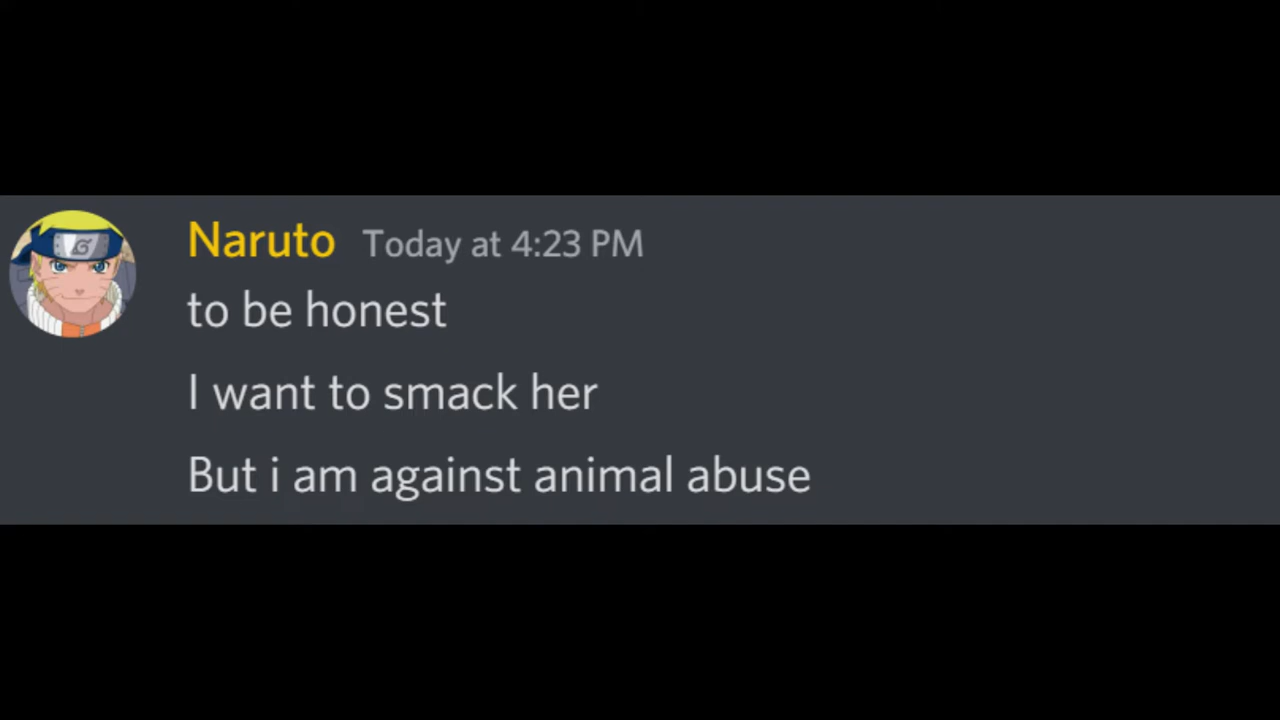 Naruto Today at 4:23 PM
to be honest
I want to smack her
But i am against animal abuse